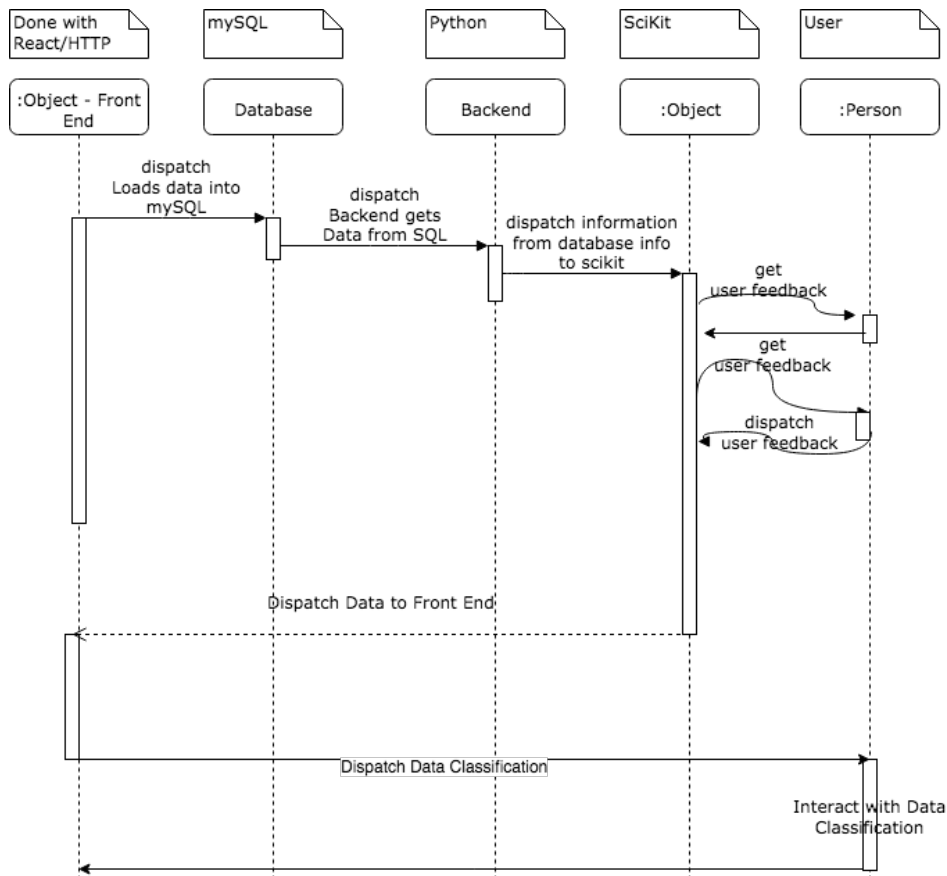 Done with
React/HTTP
mySQL
Python
SciKit
User
:Object - Front
End
Database
Backend
:Object
:Person
dispatch
Loads data into
mySQL
dispatch
Backend gets
Data from SQL
dispatch information
from database info
to scikit
get
user feedback
get
user feedback
dispatch
user feedback
Dispatch Data to Front End
Dispatch Data Classification
Interact with Data
Classification